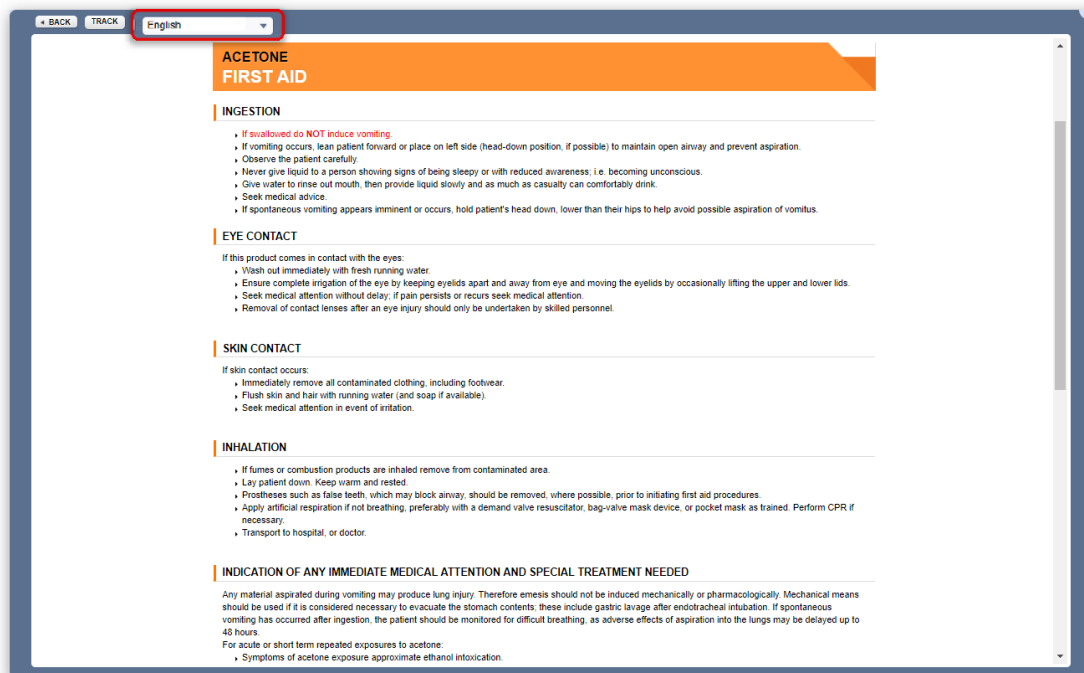 BACK TRACK English
ACETONE
FIRST AID
INGESTION
If swallowed do NOT induce vomiting.
If vomiting occurs, lean patient forward or place on left side (head-down position, if possible) to maintain open airway and prevent aspiration.
Observe the patient carefully.
Never give liquid to a person showing signs of being sleepy or with reduced awareness; i.e. becoming unconscious.
Give water to rinse out mouth, then provide liquid slowly and as much as casualty can comfortably drink.
Seek medical advice.
If spontaneous vomiting appears imminent or occurs, hold patient's head down, lower than their hips to help avoid possible aspiration of vomitus.
EYE CONTACT
If this product comes in contact with the eyes:
Wash out immediately with fresh running water.
Ensure complete irrigation of the eye by keeping eyelids apart and away from eye and moving the eyelids by occasionally lifting the upper and lower lids.
Seek medical attention without delay; if pain persists or recurs seek medical attention.
Removal of contact lenses after an eye injury should only be undertaken by skilled personnel.
SKIN CONTACT
If skin contact occurs:
Immediately remove all contaminated clothing, including footwear.
Flush skin and hair with running water (and soap if available).
Seek medical attention in event of irritation.
INHALATION
If fumes or combustion products are inhaled remove from contaminated area.
Lay patient down. Keep warm and rested.
Prostheses such as false teeth, which may block airway, should be removed, where possible, prior to initiating first aid procedures.
Apply artificial respiration if not breathing, preferably with a demand valve resuscitator, bag-valve mask device, or pocket mask as trained. Perform CPR if
necessary.
Transport to hospital, or doctor.
INDICATION OF ANY IMMEDIATE MEDICAL ATTENTION AND SPECIAL TREATMENT NEEDED
Any material aspirated during vomiting may produce lung injury. Therefore emesis should not be induced mechanically or pharmacologically. Mechanical means
should be used if it is considered necessary to evacuate the stomach contents; these include gastric lavage after endotracheal intubation. If spontaneous
vomiting has occurred after ingestion, the patient should be monitored for difficult breathing, as adverse effects of aspiration into the lungs may be delayed up to
48 hours.
For acute or short term repeated exposures to acetone:
Symptoms of acetone exposure approximate ethanol intoxication.